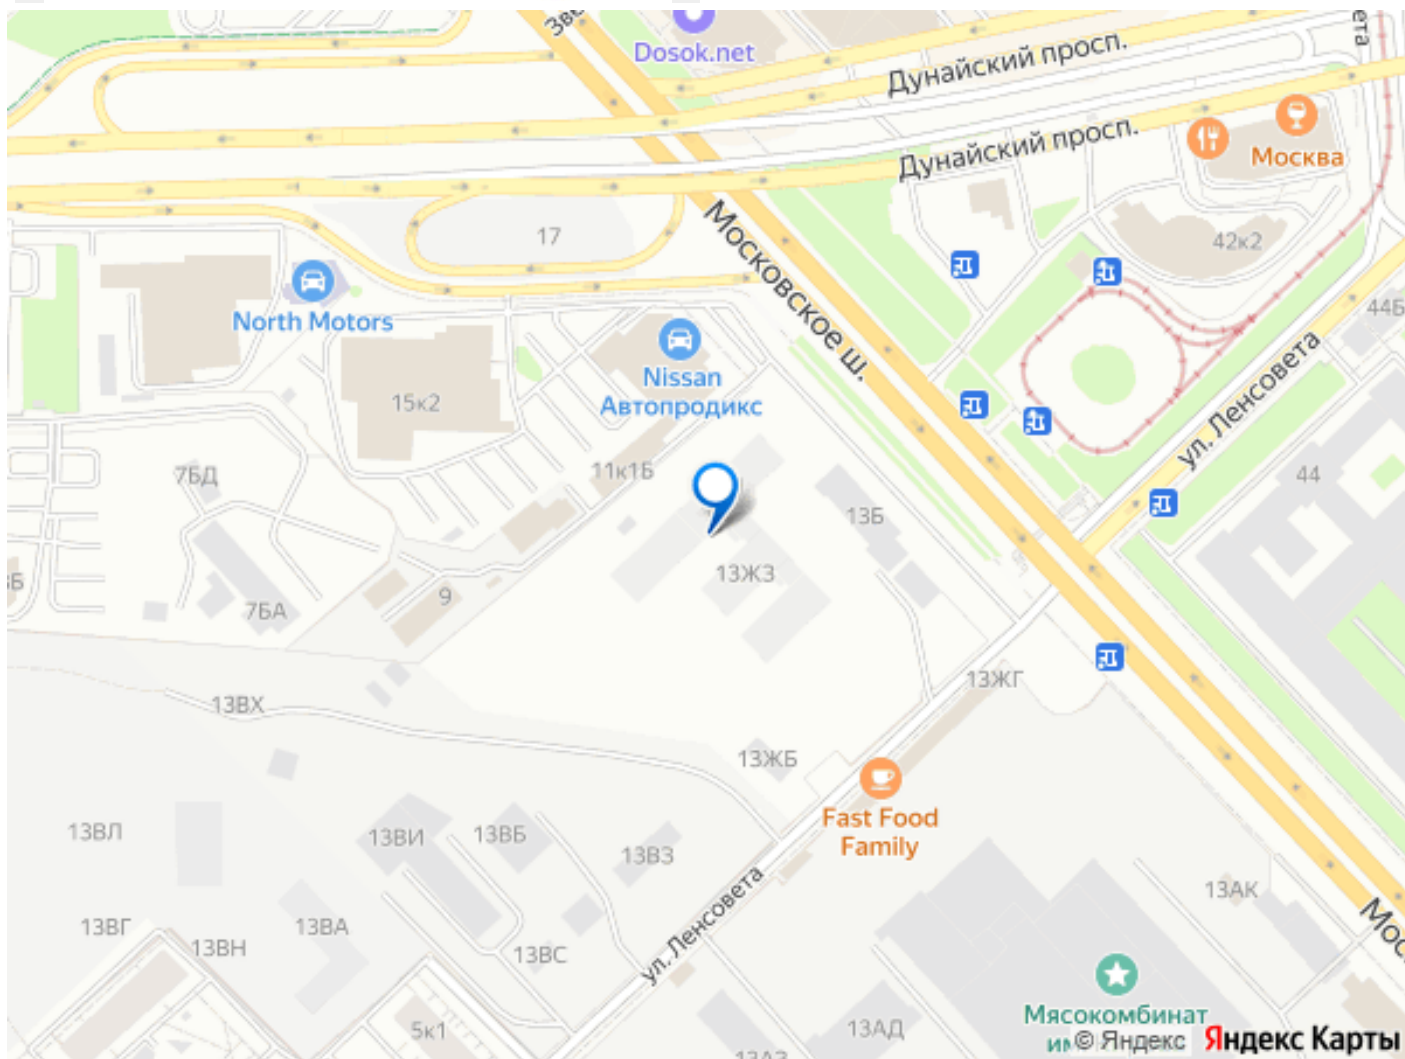 Dosok.net
Дунайский просп.
Дунайский просп.
Москва
17
42к2
44Б
North Motors
Московское ш.
Nissan
Автопродикс
15к2
ул. Ленсовета
7БД
11к1Б
44
13Б
13ЖЗ
9
7БА
13ЖГ
13ВХ
13ЖБ
Fast Food
Family
13ВЛ
13ВИ
13ВБ
13ВЗ
13АК
ул. Ленсовета
13ВГ
13ВА
13ВН
13ВС
5к1
13АД
Мясокомбинат
© Яндекс
Яндекс Карты